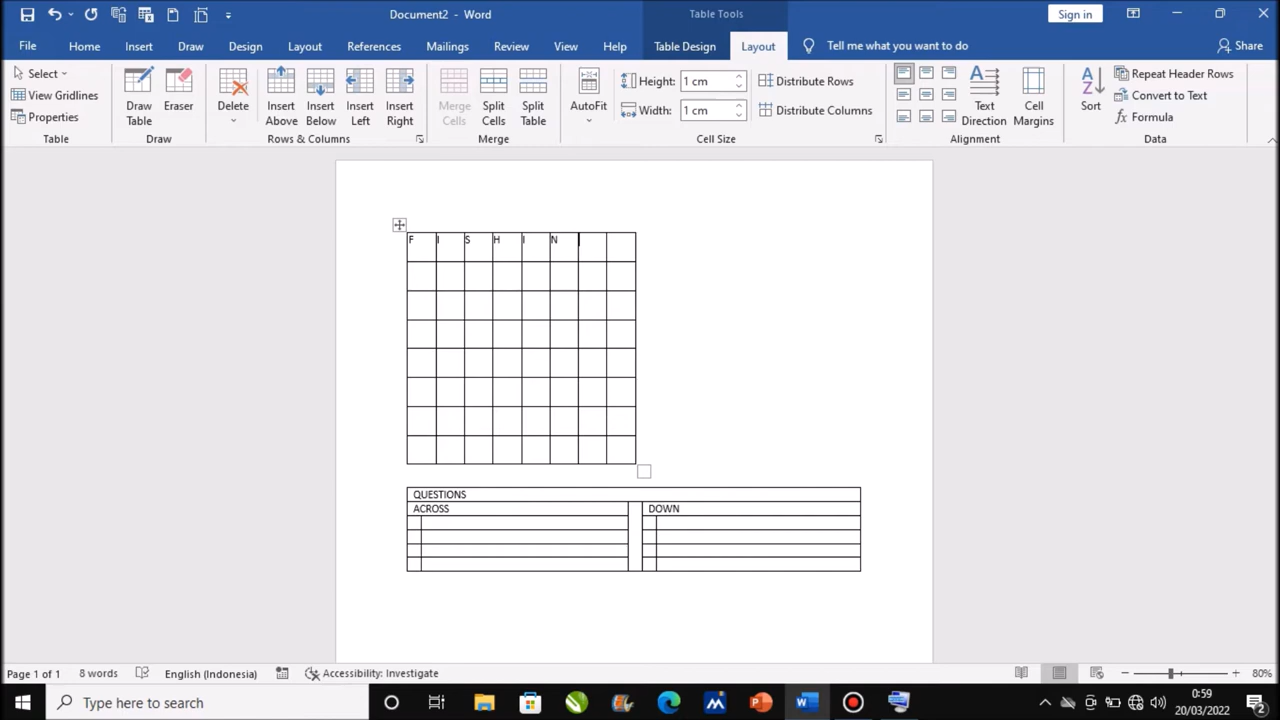 Document2 - Word
Table Tools
Sign in
File Home Insert Draw Design Layout References Mailings Review View Help Table Design Layout Tell me what you want to do Share
Select
View Gridlines
Properties
Draw Table
Eraser
Delete
Insert Above
Insert Below
Insert Left
Insert Right
Merge Cells
Split Cells
Split Table
AutoFit
Height: 1 cm
Width: 1 cm
Distribute Rows
Distribute Columns
Text Direction
Cell Margins
Sort
Repeat Header Rows
Convert to Text
Formula
Table Draw Rows & Columns Merge Cell Size Alignment Data
F I S H I N
QUESTIONS
ACROSS DOWN
Page 1 of 1 8 words English (Indonesia) Accessibility: Investigate 80%
Type here to search
0:59
20/03/2022
2